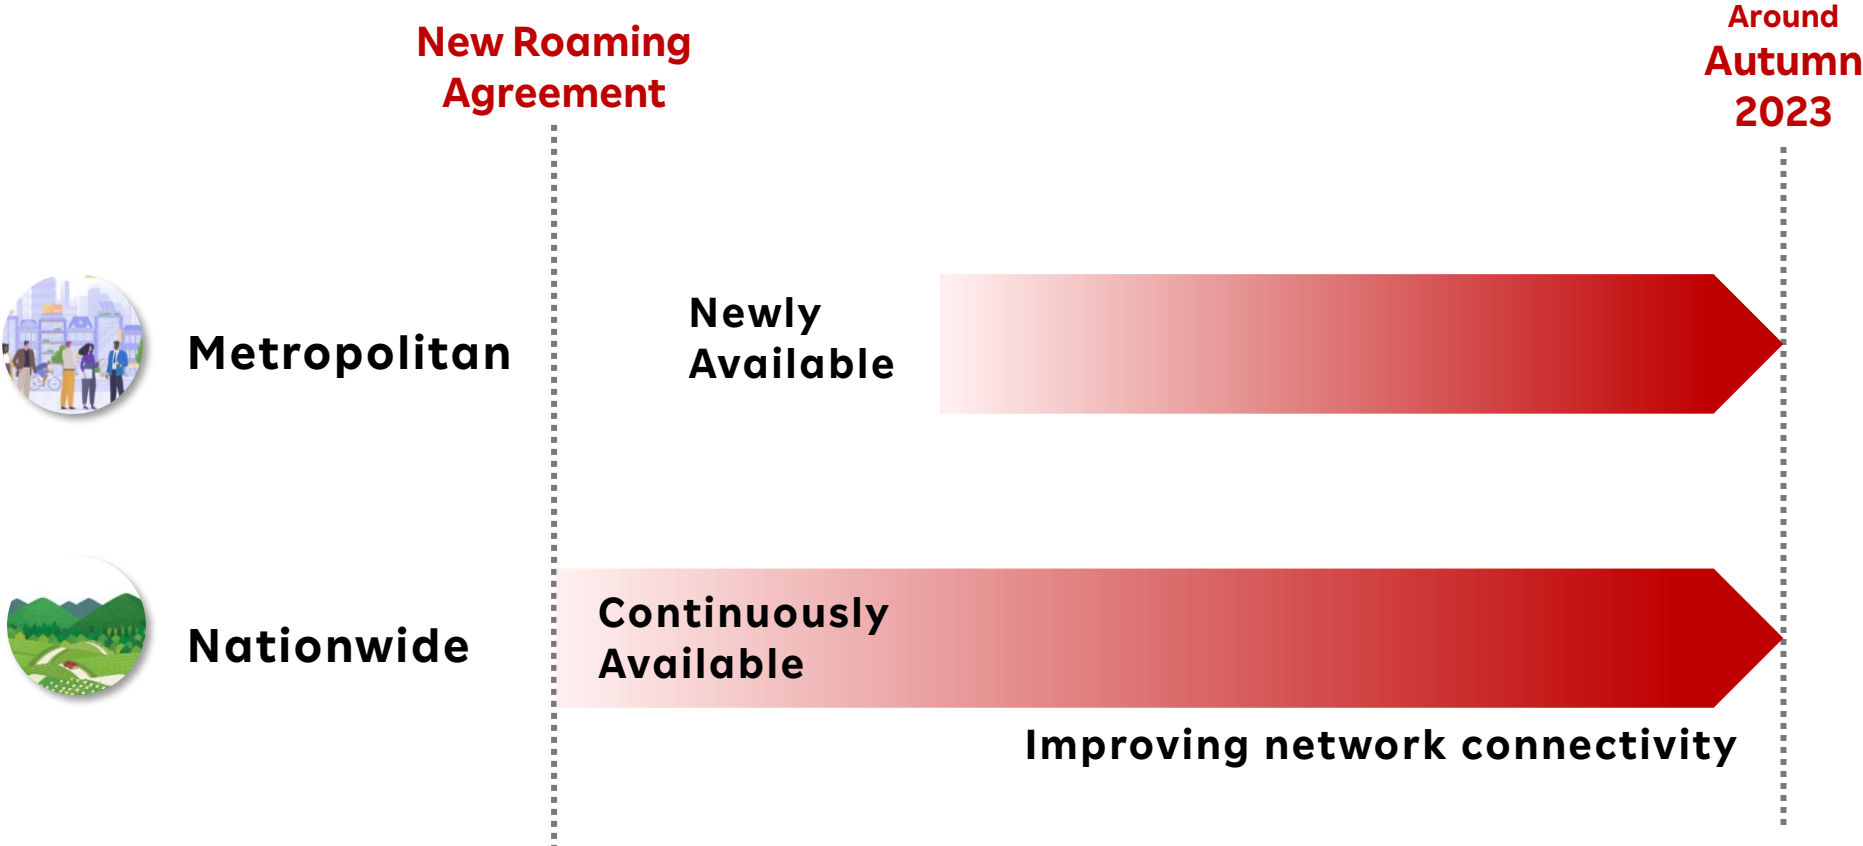 New Roaming
Agreement
Around
Autumn
2023
Metropolitan
Newly
Available
Nationwide
Continuously
Available
Improving network connectivity